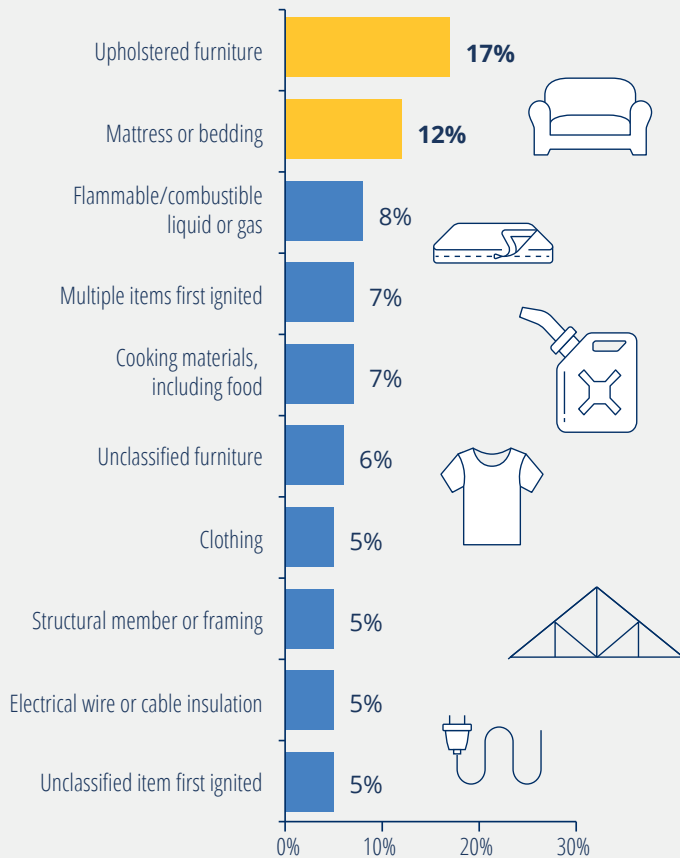 Upholstered furniture
17%
Mattress or bedding
12%
Flammable/combustible
liquid or gas
8%
Multiple items first ignited
7%
Cooking materials,
including food
7%
Unclassified furniture
6%
Clothing
5%
Structural member or framing
5%
Electrical wire or cable insulation
5%
Unclassified item first ignited
5%
0% 10% 20% 30%